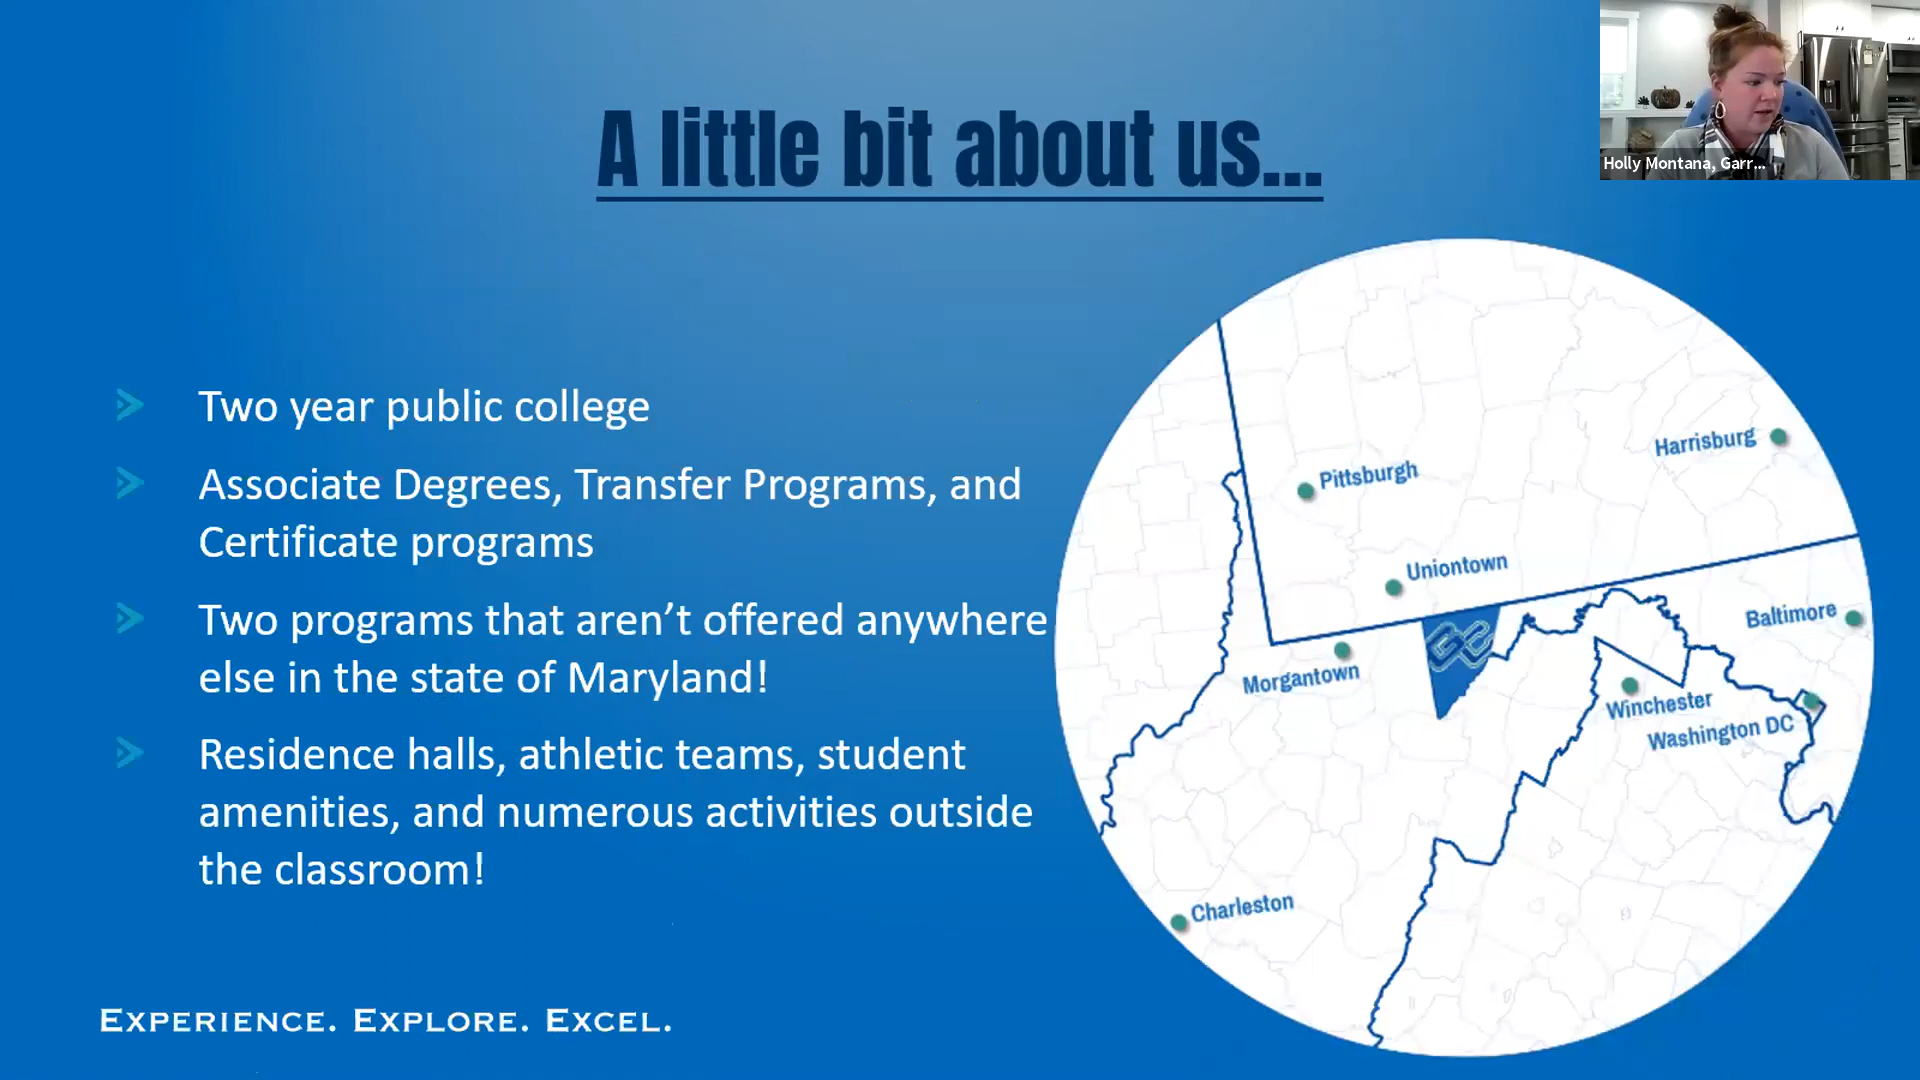 A little bit about us...
Holly Montana, Garr...
Two year public college
Associate Degrees, Transfer Programs, and
Certificate programs
Two programs that aren’t offered anywhere
else in the state of Maryland!
Residence halls, athletic teams, student
amenities, and numerous activities outside
the classroom!
Harrisburg
Pittsburgh
Uniontown
Baltimore
GC
Morgantown
Winchester
Washington DC
Charleston
EXPERIENCE. EXPLORE. EXCEL.